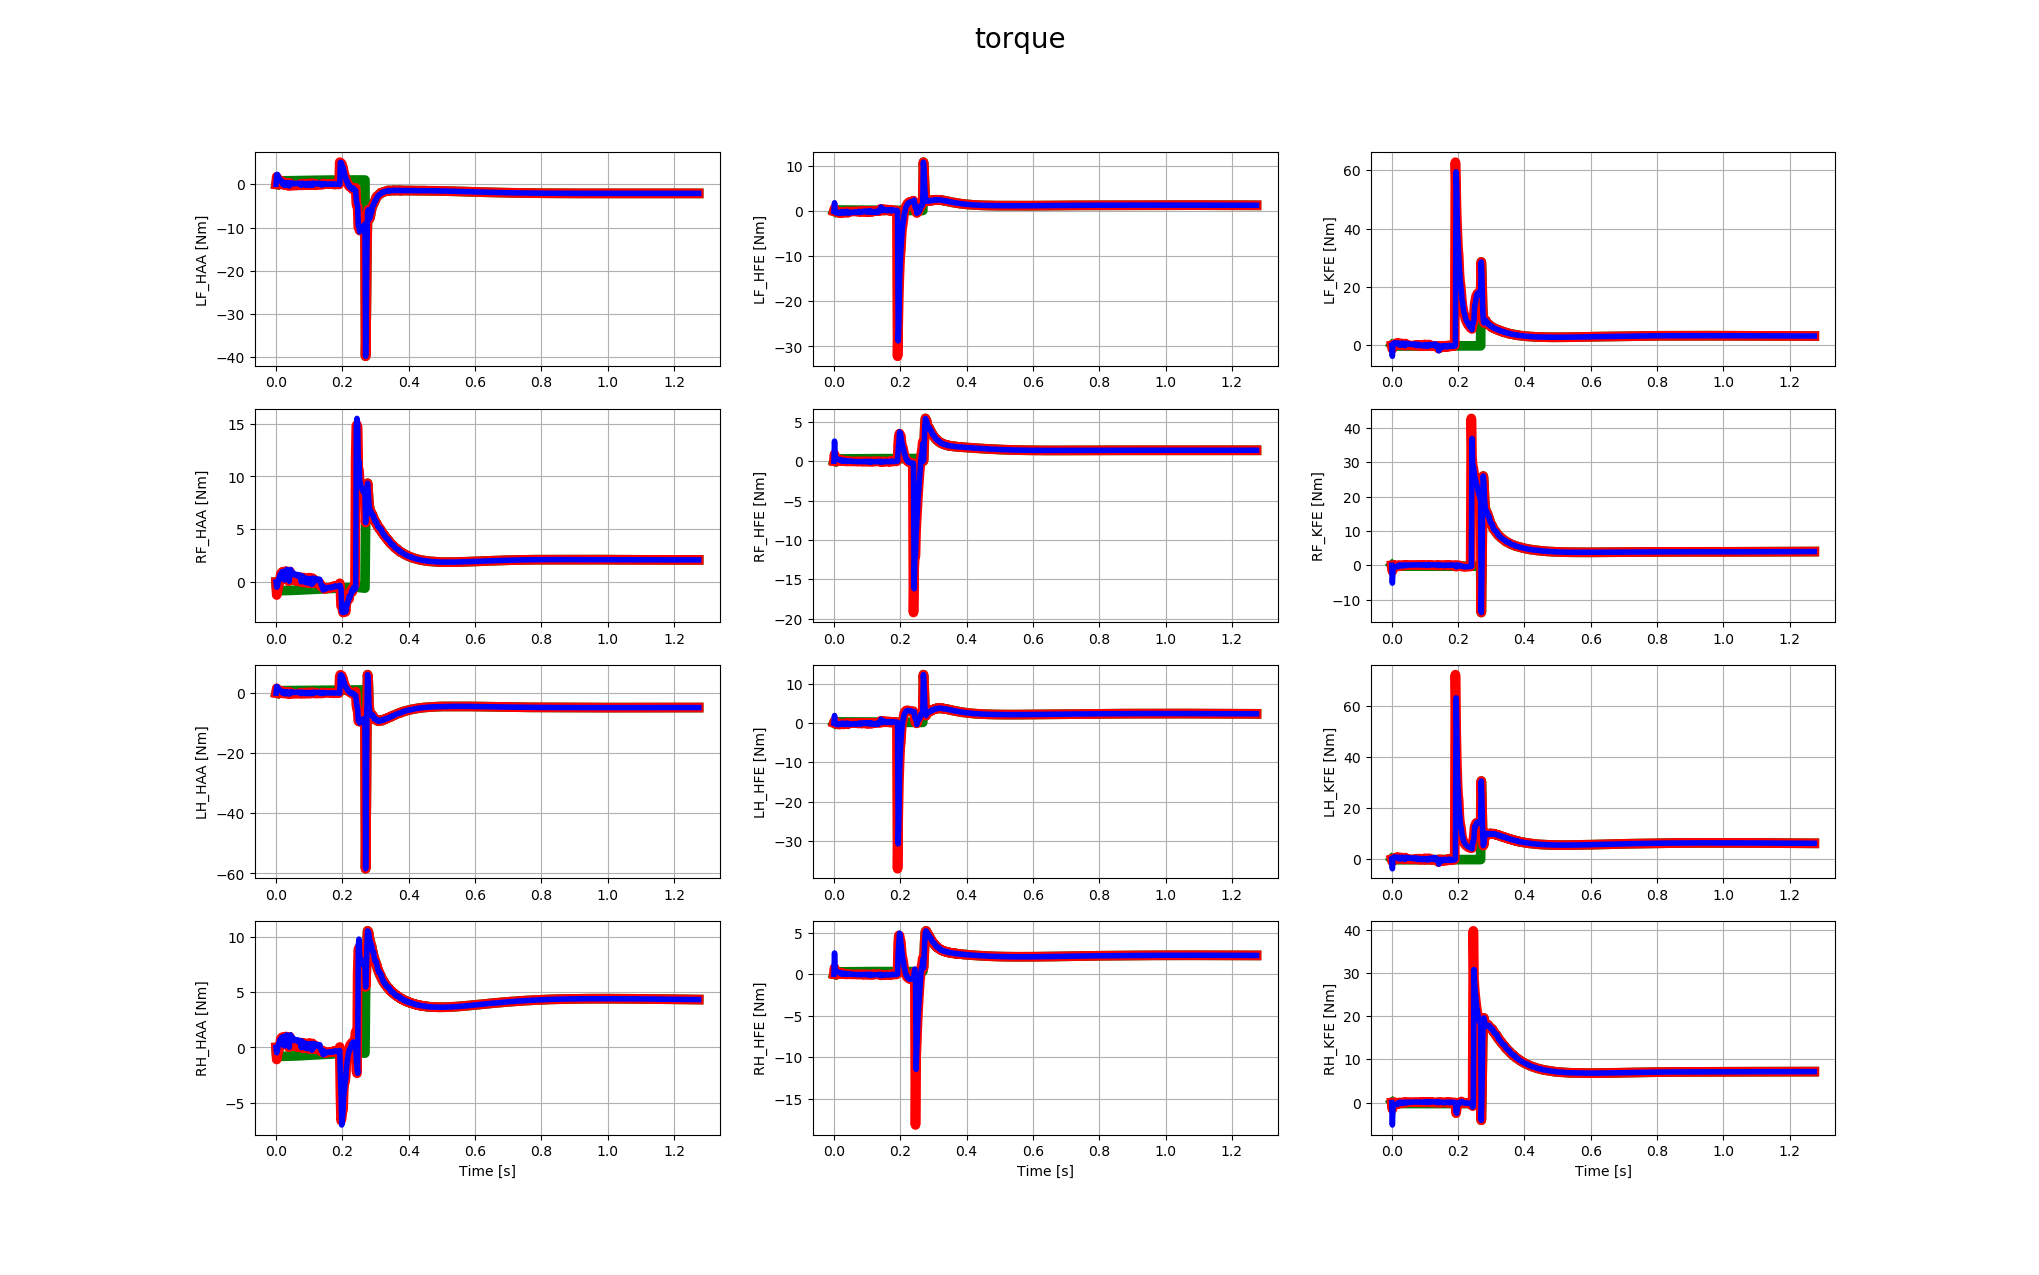 torque
LF_HAA [Nm]
0
−10
−20
−30
−40
0.0 0.2 0.4 0.6 0.8 1.0 1.2
LF_HFE [Nm]
10
0
−10
−20
−30
0.0 0.2 0.4 0.6 0.8 1.0 1.2
LF_KFE [Nm]
60
40
20
0
0.0 0.2 0.4 0.6 0.8 1.0 1.2
RF_HAA [Nm]
15
10
5
0
0.0 0.2 0.4 0.6 0.8 1.0 1.2
RF_HFE [Nm]
5
0
−5
−10
−15
−20
0.0 0.2 0.4 0.6 0.8 1.0 1.2
RF_KFE [Nm]
40
30
20
10
0
−10
0.0 0.2 0.4 0.6 0.8 1.0 1.2
LH_HAA [Nm]
0
−20
−40
−60
0.0 0.2 0.4 0.6 0.8 1.0 1.2
LH_HFE [Nm]
10
0
−10
−20
−30
0.0 0.2 0.4 0.6 0.8 1.0 1.2
LH_KFE [Nm]
60
40
20
0
0.0 0.2 0.4 0.6 0.8 1.0 1.2
RH_HAA [Nm]
10
5
0
−5
0.0 0.2 0.4 0.6 0.8 1.0 1.2
Time [s]
RH_HFE [Nm]
5
0
−5
−10
−15
0.0 0.2 0.4 0.6 0.8 1.0 1.2
Time [s]
RH_KFE [Nm]
40
30
20
10
0
0.0 0.2 0.4 0.6 0.8 1.0 1.2
Time [s]